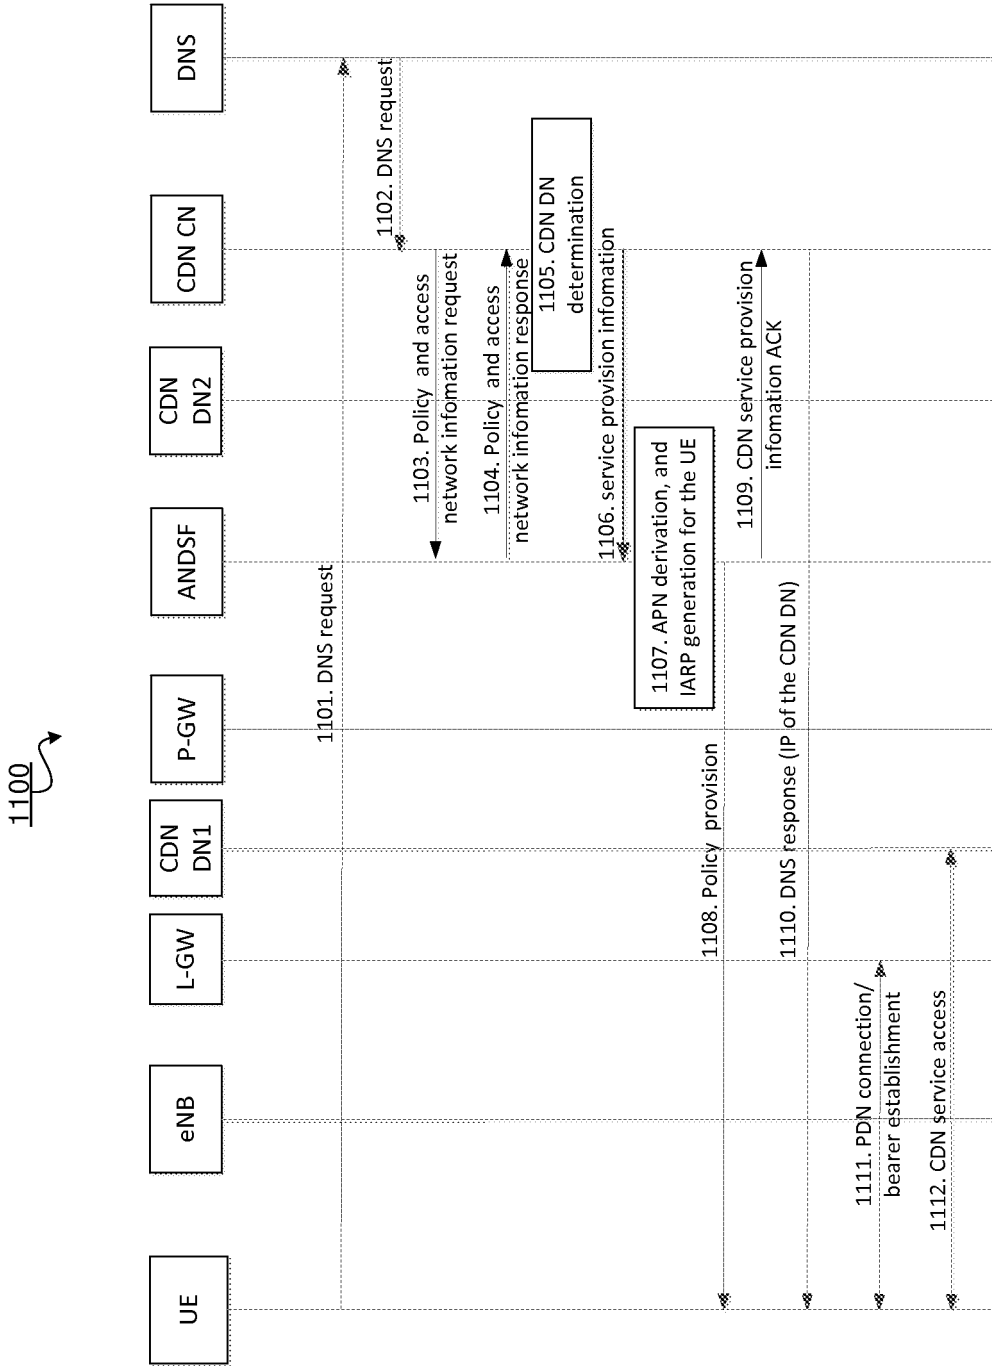 1100
UE
eNB
L-GW
CDN
DN1
P-GW
ANDSF
CDN
DN2
CDN CN
DNS
1101. DNS request
1102. DNS request
1103. Policy and access
network infomation request
1104. Policy and access
network infomation response
1105. CDN DN
determination
1106. service provision infomation
1107. APN derivation, and
IARP generation for the UE
1108. Policy provision
1109. CDN service provision
infomation ACK
1110. DNS response (IP of the CDN DN)
1111. PDN connection/
bearer establishment
1112. CDN service access